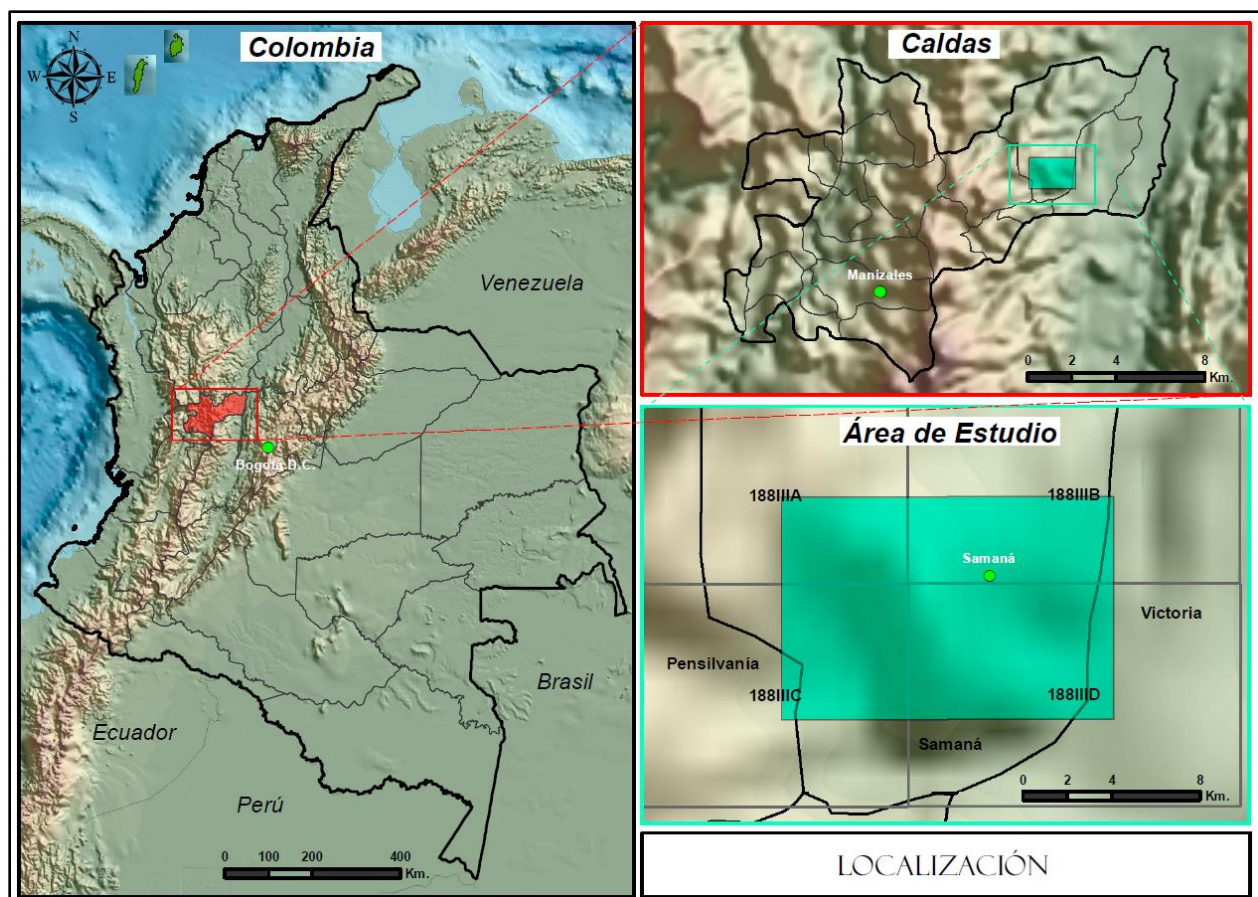 Colombia
N
W E
S
Venezuela
Bogotá D.C.
Brasil
Ecuador
Perú
0 100 200 400
Km.
Caldas
Manizales
0 2 4 8
Km.
Área de Estudio
188IIIA 188IIIB
Samaná
Victoria
Pensilvanía
188IIIC 188IIID
Samaná
0 2 4 8
Km.
LOCALIZACIÓN